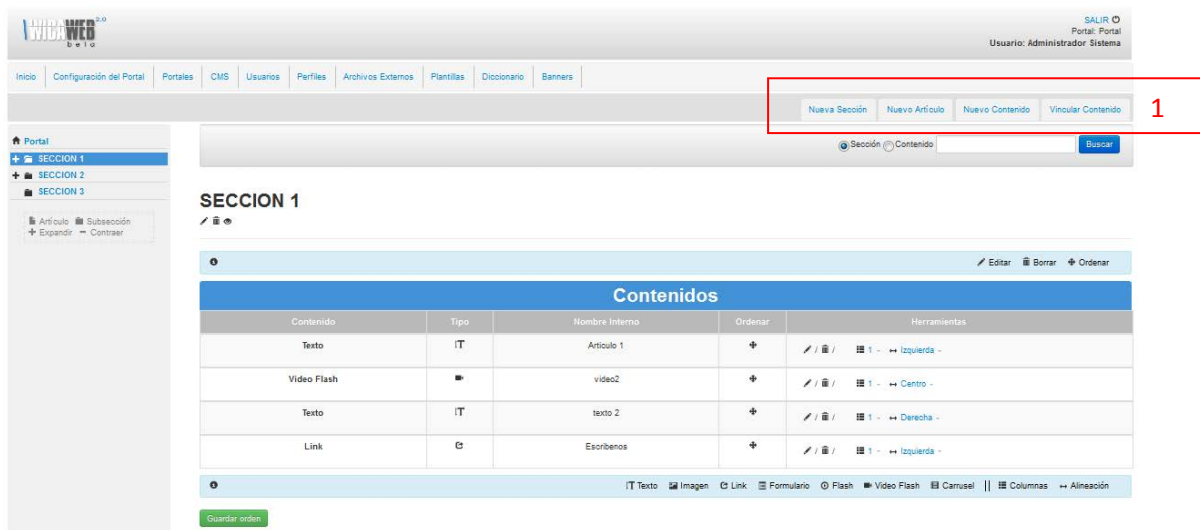 WIDAWEB 2.0
belo
SALIR
Portal: Portal
Usuario: Administrador Sistema
Inicio Configuración del Portal Portales CMS Usuarios Perfiles Archivos Externos Plantillas Diccionario Banners
Nueva Sección Nuevo Artículo Nuevo Contenido Vincular Contenido 1
Portal
SECCION 1
SECCION 2
SECCION 3
Artículo Subsección
Expandir Contraer
Sección Contenido Buscar
SECCION 1
Editar Borrar Ordenar
Contenidos
Contenido Tipo Nombre Interno Ordenar Herramientas
Texto Articulo 1 / / 1 - Izquierda -
Video Flash video2 / / 1 - Centro -
Texto texto 2 / / 1 - Derecha -
Link Escribenos / / 1 - Izquierda -
Texto Imagen Link Formulario Flash Video Flash Carrusel || Columnas Alineación
Guardar orden